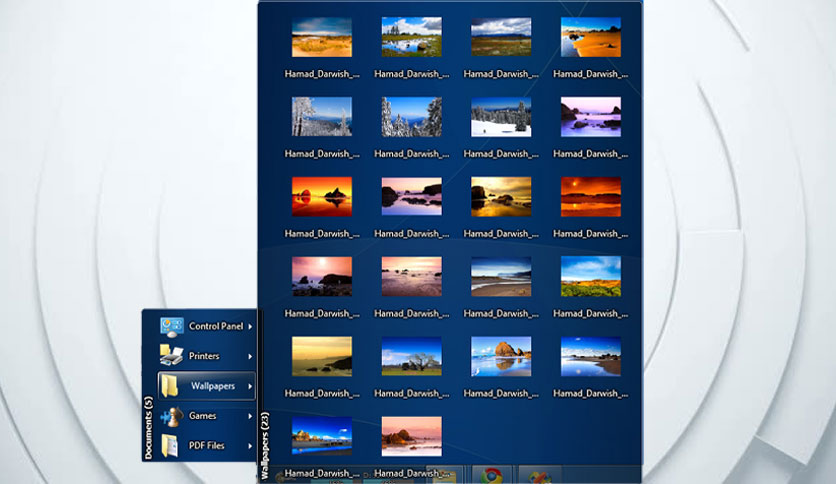 Hamad_Darwish_... Hamad_Darwish_... Hamad_Darwish_... Hamad_Darwish_...
Hamad_Darwish_... Hamad_Darwish_... Hamad_Darwish_... Hamad_Darwish_...
Hamad_Darwish_... Hamad_Darwish_... Hamad_Darwish_... Hamad_Darwish_...
Hamad_Darwish_... Hamad_Darwish_... Hamad_Darwish_... Hamad_Darwish_...
Hamad_Darwish_... Hamad_Darwish_... Hamad_Darwish_... Hamad_Darwish_...
Hamad_Darwish_... Hamad_Darwish_...
Wallpapers (23)
Control Panel
Printers
Wallpapers
Games
PDF Files
Documents (5)